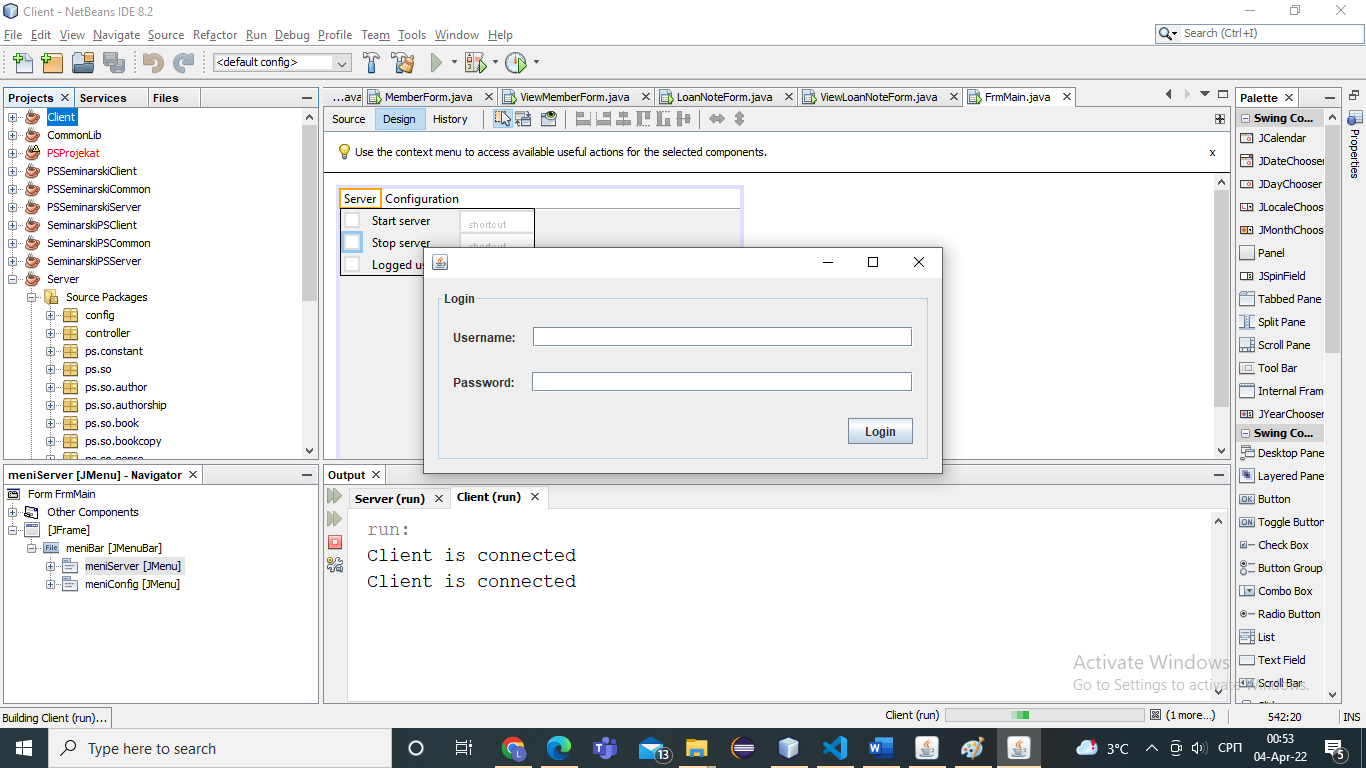 Client - NetBeans IDE 8.2
File Edit View Navigate Source Refactor Run Debug Profile Team Tools Window Help
Search (Ctrl+I)
<default config>
Projects Services Files
Client
CommonLib
PSProjekat
PSSeminarskiClient
PSSeminarskiCommon
PSSeminarskiServer
SeminarskiPSClient
SeminarskiPSCommon
SeminarskiPSServer
Server
Source Packages
config
controller
ps.constant
ps.so
ps.so.author
ps.so.authorship
ps.so.book
ps.so.bookcopy
...ava MemberForm.java ViewMemberForm.java LoanNoteForm.java ViewLoanNoteForm.java FrmMain.java
Source Design History
Use the context menu to access available useful actions for the selected components. x
Server Configuration
Start server shortcut
Stop server shortcut
Logged
Login
Username:
Password:
Login
Palette
Swing Co...
JCalendar
JDateChooser
JDayChooser
JLocaleChoos
JMonthChoos
Panel
JSpinField
Tabbed Pane
Split Pane
Scroll Pane
Tool Bar
Internal Fram
JYearChooser
Swing Co...
Desktop Pane
Layered Pane
Button
Toggle Button
Check Box
Button Group
Combo Box
Radio Button
List
Text Field
Scroll Bar
Properties
meniServer [JMenu] - Navigator
Form FrmMain
Other Components
[JFrame]
meniBar [JMenuBar]
meniServer [JMenu]
meniConfig [JMenu]
Output
Server (run) Client (run)
run:
Client is connected
Client is connected
Activate Windows
Go to Settings to activate Windows.
Building Client (run)...
Client (run) (1 more...) 542:20 INS
Type here to search
13
3°C
СРП
00:53
04-Apr-22
5